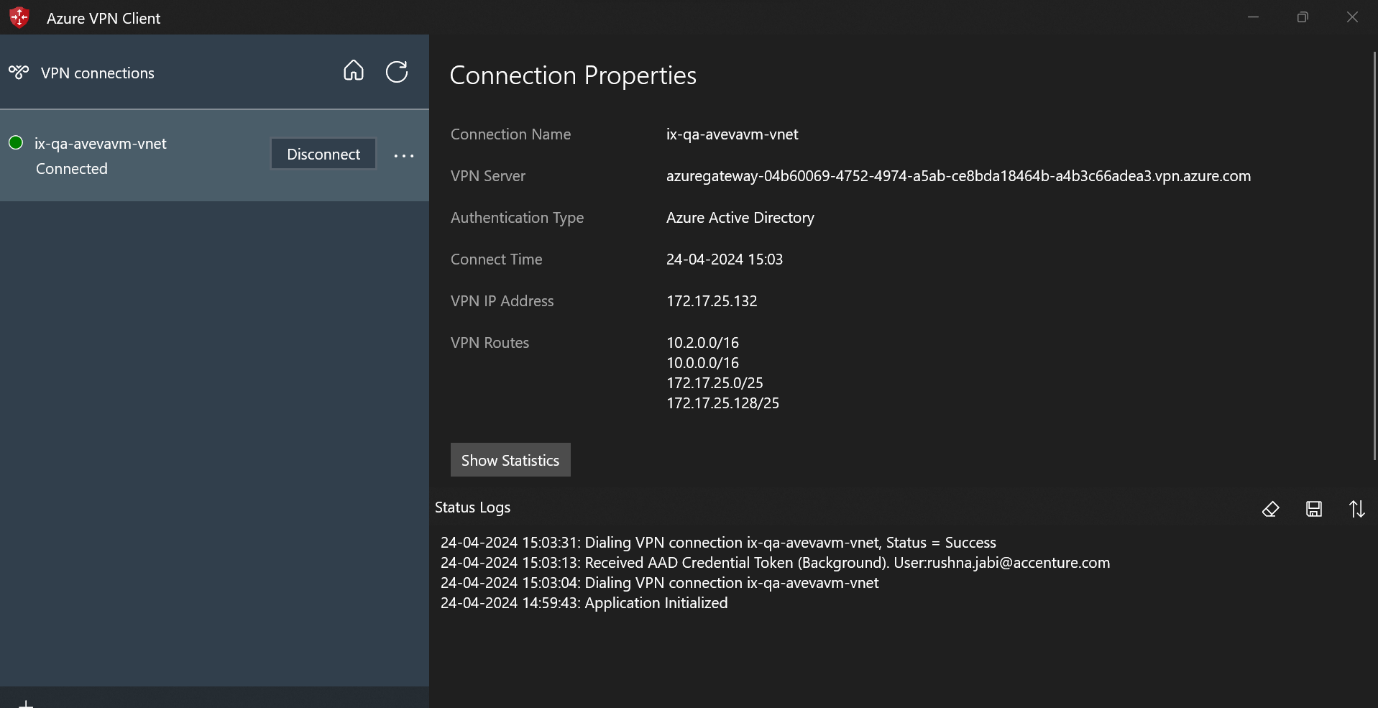 Azure VPN Client
VPN connections
ix-qa-avevavm-vnet
Connected
Disconnect
Connection Properties
Connection Name ix-qa-avevavm-vnet
VPN Server azuregateway-04b60069-4752-4974-a5ab-ce8bda18464b-a4b3c66adea3.vpn.azure.com
Authentication Type Azure Active Directory
Connect Time 24-04-2024 15:03
VPN IP Address 172.17.25.132
VPN Routes 10.2.0.0/16
10.0.0.0/16
172.17.25.0/25
172.17.25.128/25
Show Statistics
Status Logs
24-04-2024 15:03:31: Dialing VPN connection ix-qa-avevavm-vnet, Status = Success
24-04-2024 15:03:13: Received AAD Credential Token (Background). User:rushna.jabi@accenture.com
24-04-2024 15:03:04: Dialing VPN connection ix-qa-avevavm-vnet
24-04-2024 14:59:43: Application Initialized